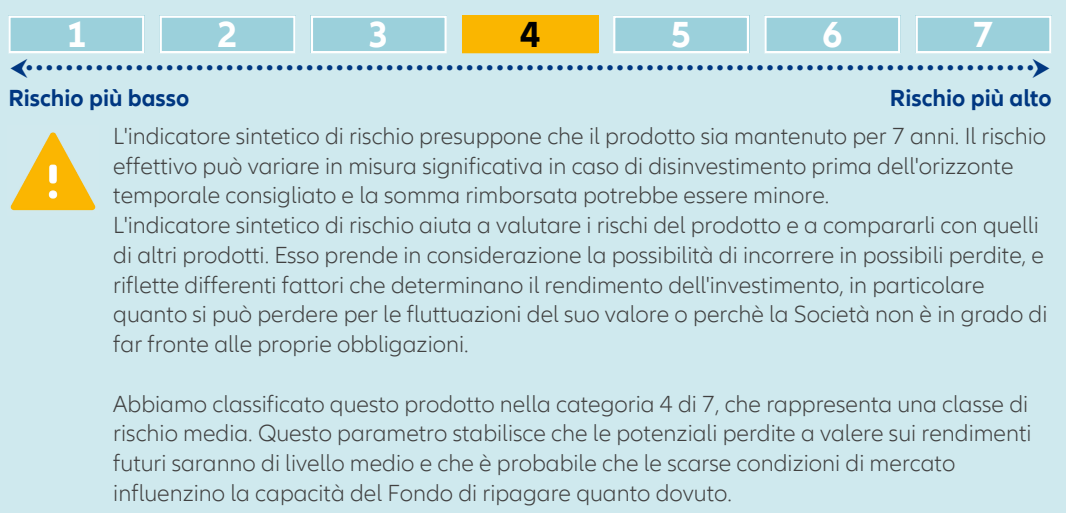 1 2 3 4 5 6 7
Rischio più basso Rischio più alto
L'indicatore sintetico di rischio presuppone che il prodotto sia mantenuto per 7 anni. Il rischio
effettivo può variare in misura significativa in caso di disinvestimento prima dell'orizzonte
temporale consigliato e la somma rimborsata potrebbe essere minore.
L'indicatore sintetico di rischio aiuta a valutare i rischi del prodotto e a compararli con quelli
di altri prodotti. Esso prende in considerazione la possibilità di incorrere in possibili perdite, e
riflette differenti fattori che determinano il rendimento dell'investimento, in particolare
quanto si può perdere per le fluttuazioni del suo valore o perchè la Società non è in grado di
far fronte alle proprie obbligazioni.
Abbiamo classificato questo prodotto nella categoria 4 di 7, che rappresenta una classe di
rischio media. Questo parametro stabilisce che le potenziali perdite a valere sui rendimenti
futuri saranno di livello medio e che è probabile che le scarse condizioni di mercato
influenzino la capacità del Fondo di ripagare quanto dovuto.